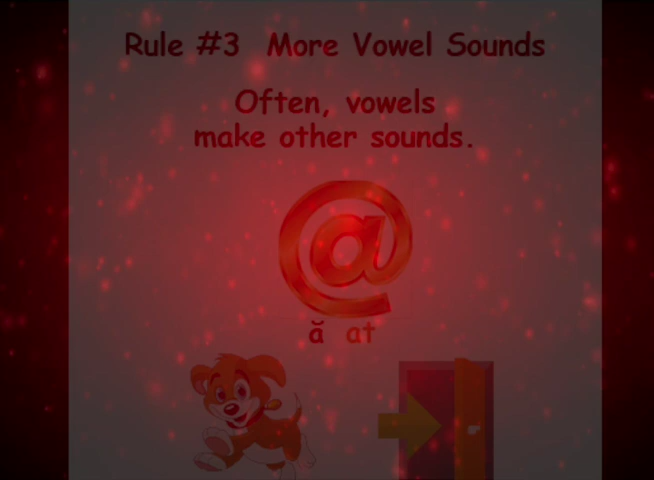 Rule #3 More Vowel Sounds
Often, vowels
make other sounds.
@
ă at